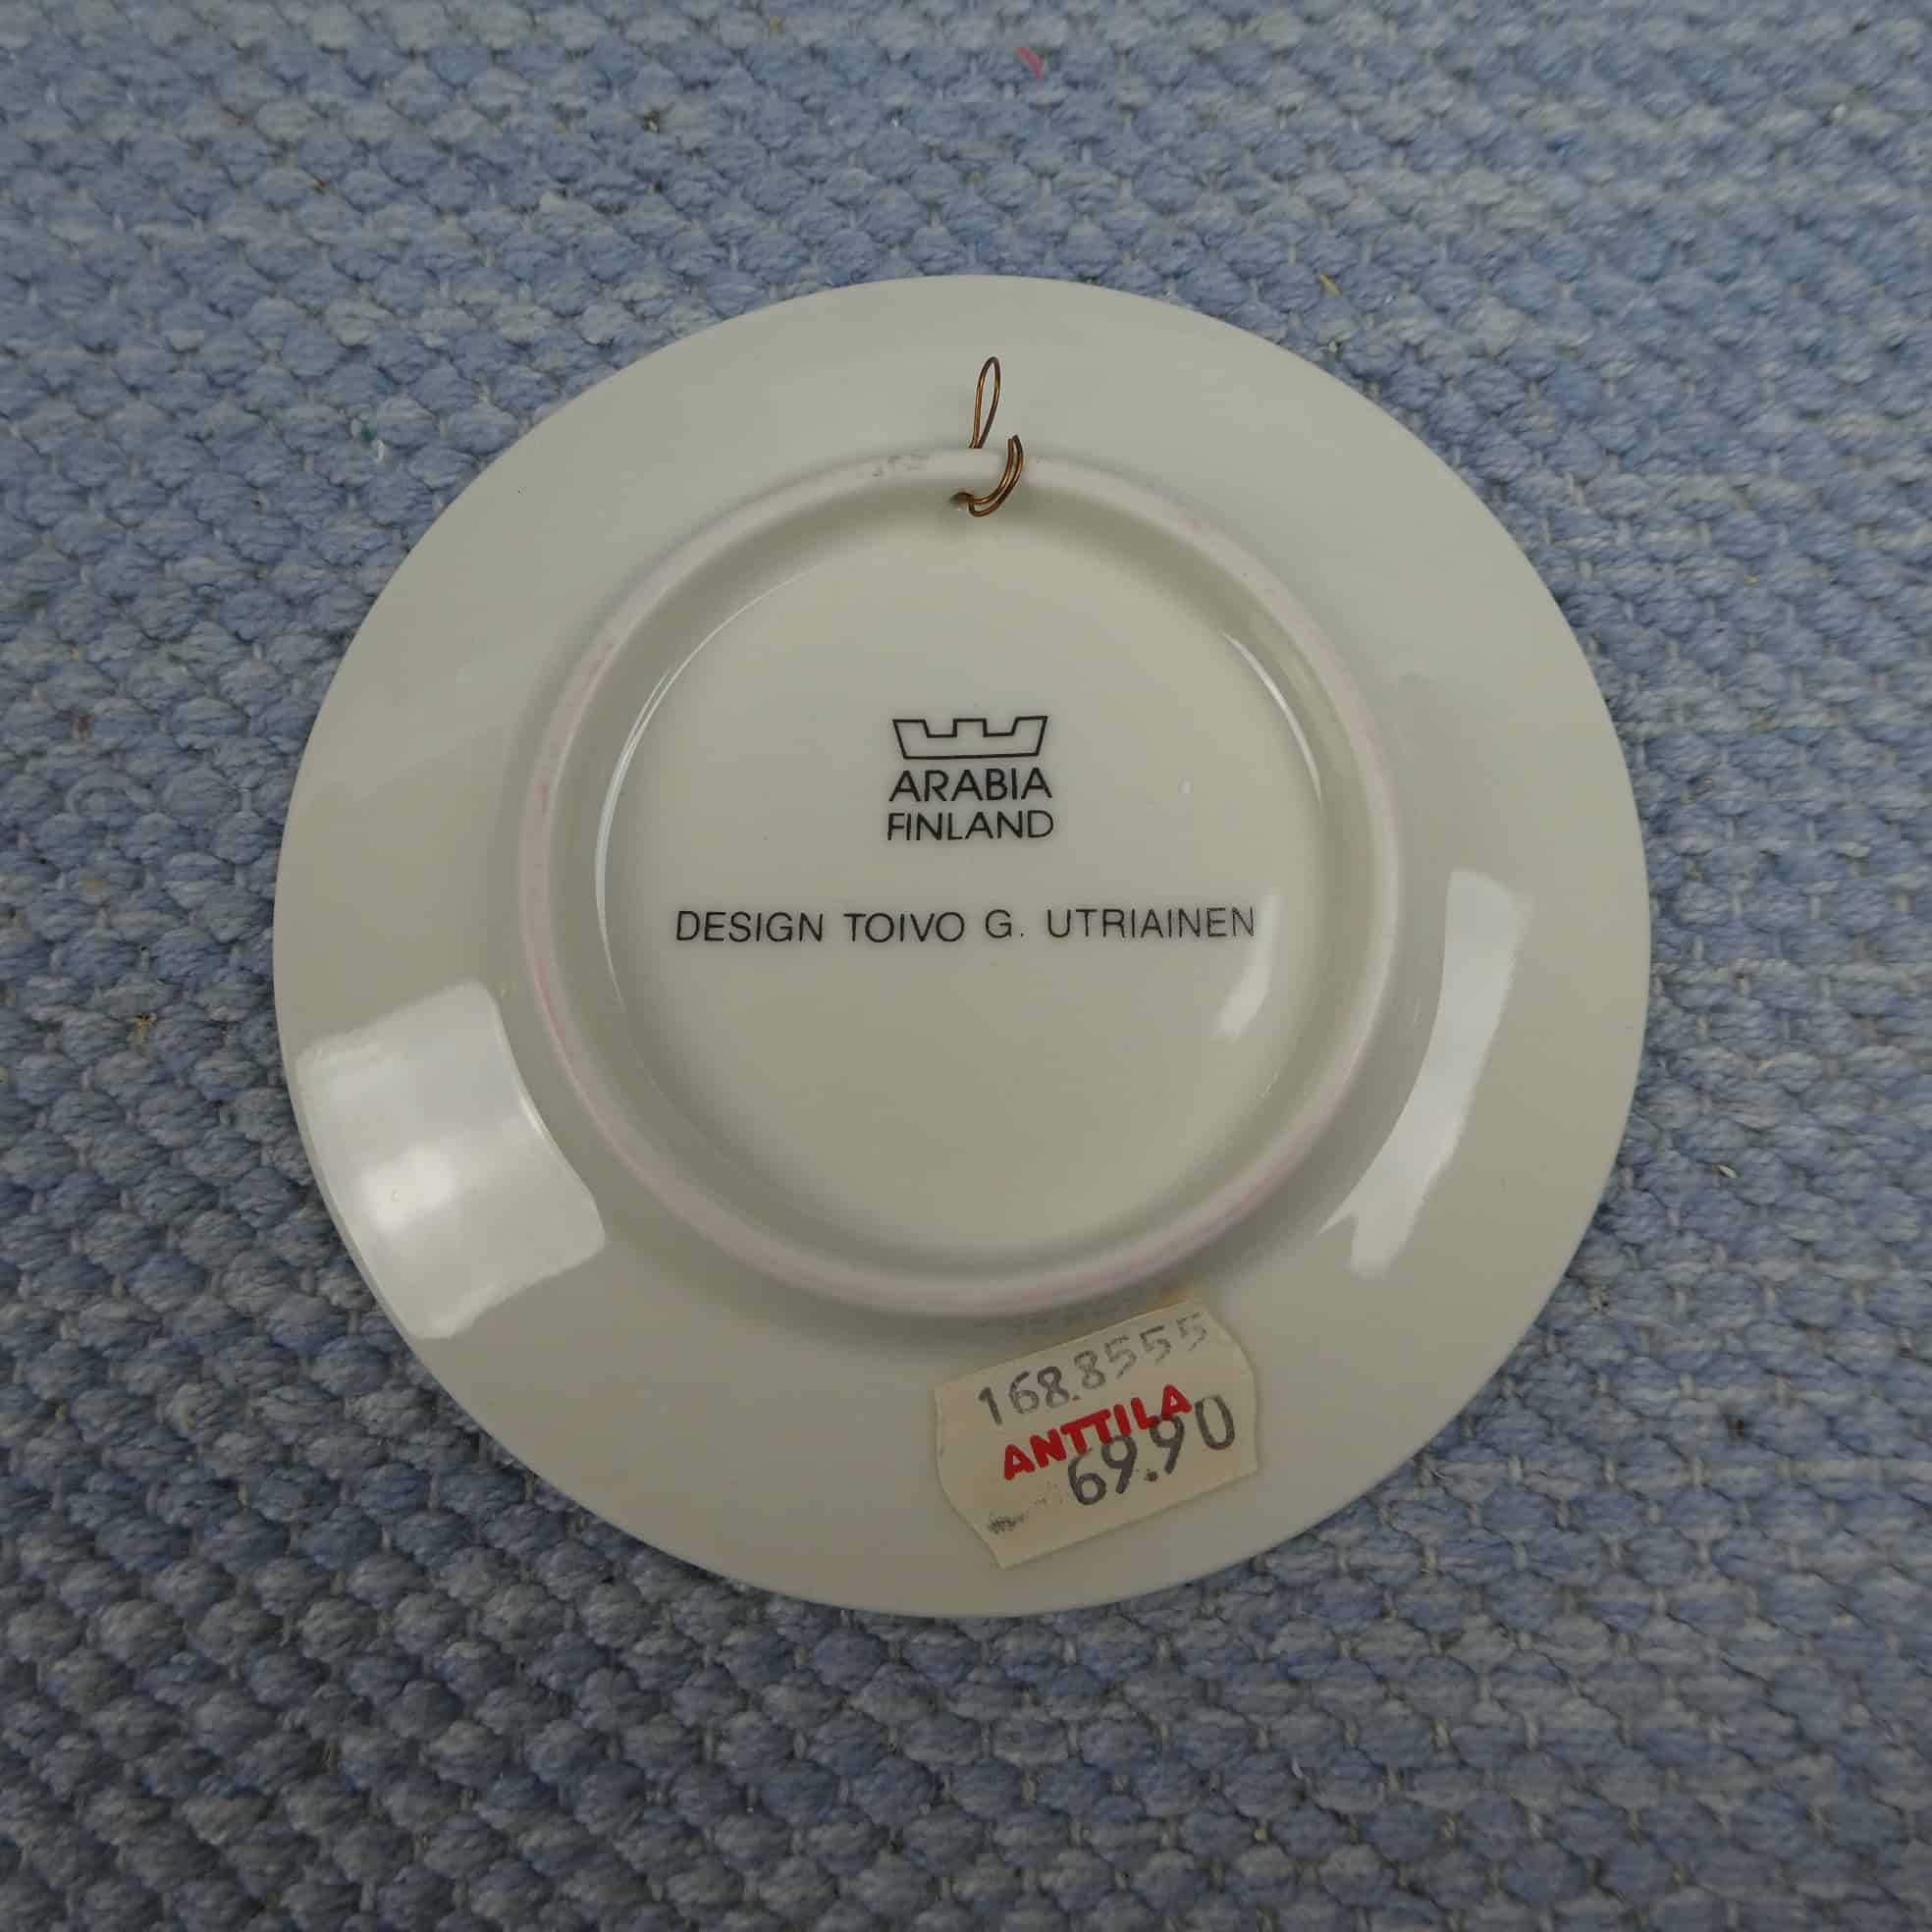 ARABIA
FINLAND
DESIGN TOIVO G. UTRIAINEN
168.8555
ANTTILA
69.90